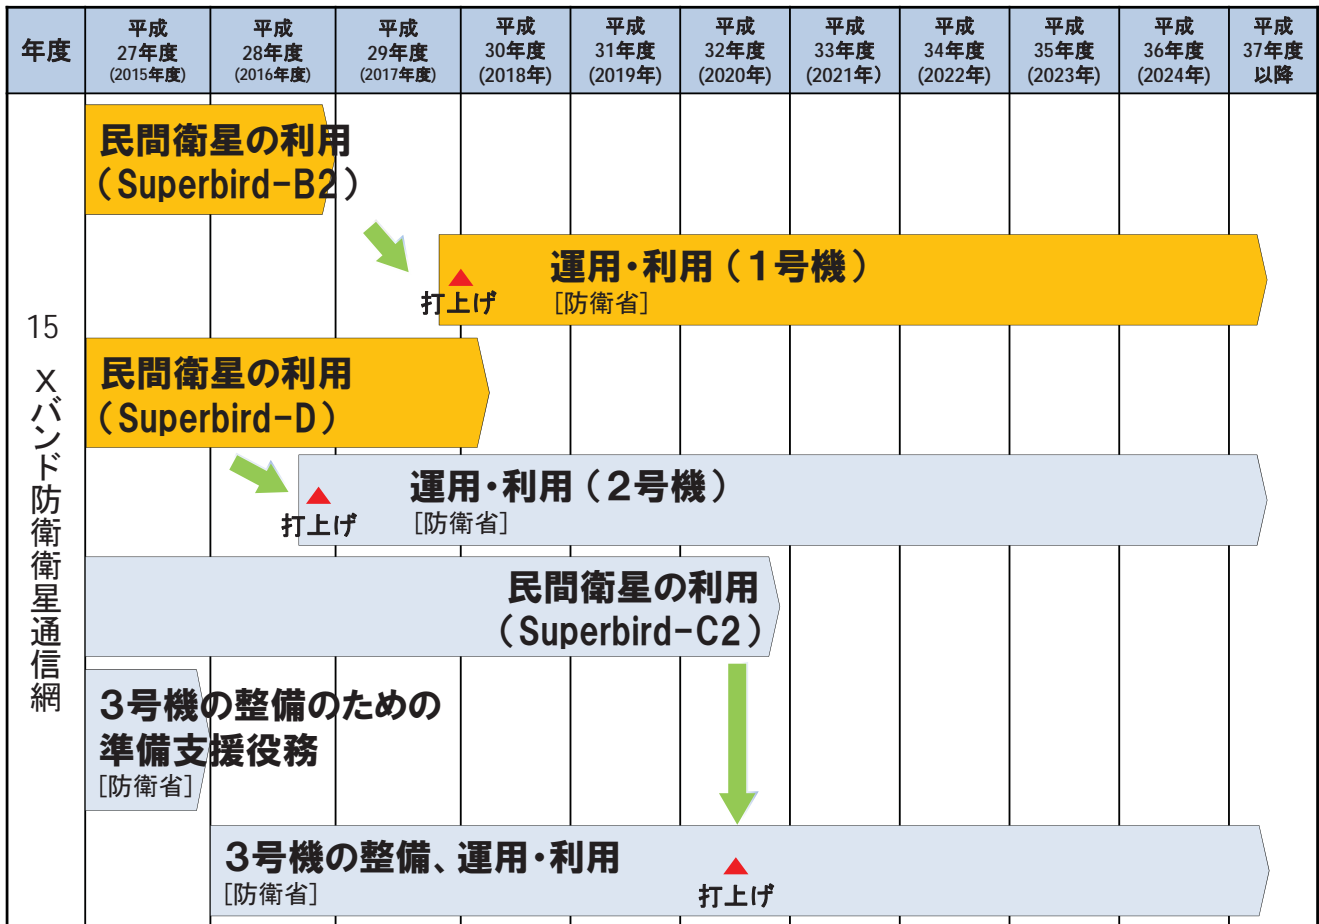 年度
平成
27年度
(2015年度)
平成
28年度
(2016年度)
平成
29年度
(2017年度)
平成
30年度
(2018年)
平成
31年度
(2019年)
平成
32年度
(2020年)
平成
33年度
(2021年)
平成
34年度
(2022年)
平成
35年度
(2023年)
平成
36年度
(2024年)
平成
37年度
以降
15 Xバンド防衛衛星通信網
民間衛星の利用
(Superbird-B2)
運用・利用(1号機)
[防衛省]
打上げ
民間衛星の利用
(Superbird-D)
運用・利用(2号機)
[防衛省]
打上げ
民間衛星の利用
(Superbird-C2)
3号機の整備のための
準備支援役務
[防衛省]
3号機の整備、運用・利用
[防衛省]
打上げ